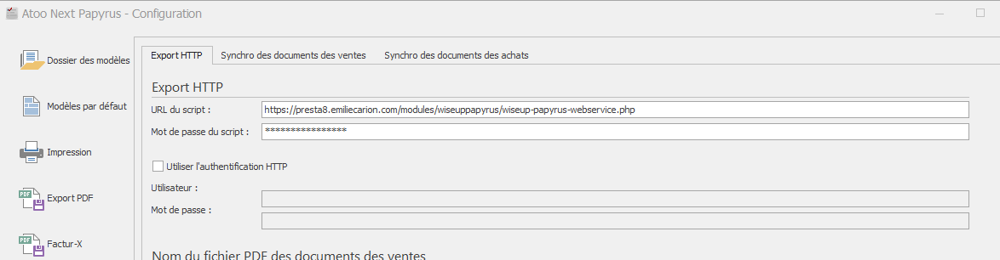 Atoo Next Papyrus - Configuration
Dossier des modèles
Modèles par défaut
Impression
PDF
Export PDF
PDF
Factur-X
Export HTTP
Synchro des documents des ventes
Synchro des documents des achats
Export HTTP
URL du script :
https://presta8.emiliecarion.com/modules/wiseuppapyrus/wiseup-papyrus-webservice.php
Mot de passe du script :
****************
Utiliser l'authentification HTTP
Utilisateur :
Mot de passe :
Nom du fichier PDF des documents des ventes